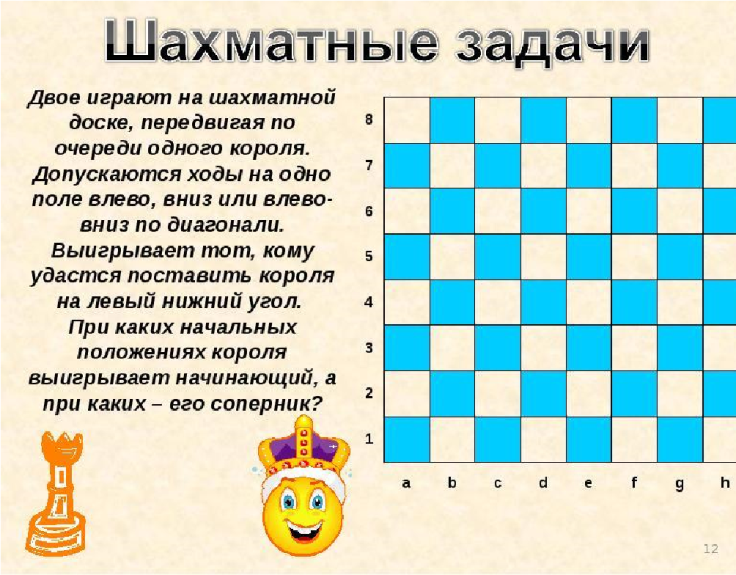 Шахматные задачи
Двое играют на шахматной
доске, передвигая по
очереди одного короля.
Допускаются ходы на одно
поле влево, вниз или влево-
вниз по диагонали.
Выигрывает тот, кому
удастся поставить короля
на левый нижний угол.
При каких начальных
положениях короля
выигрывает начинающий, а
при каких – его соперник?
8
7
6
5
4
3
2
1
a b c d e f g h
12